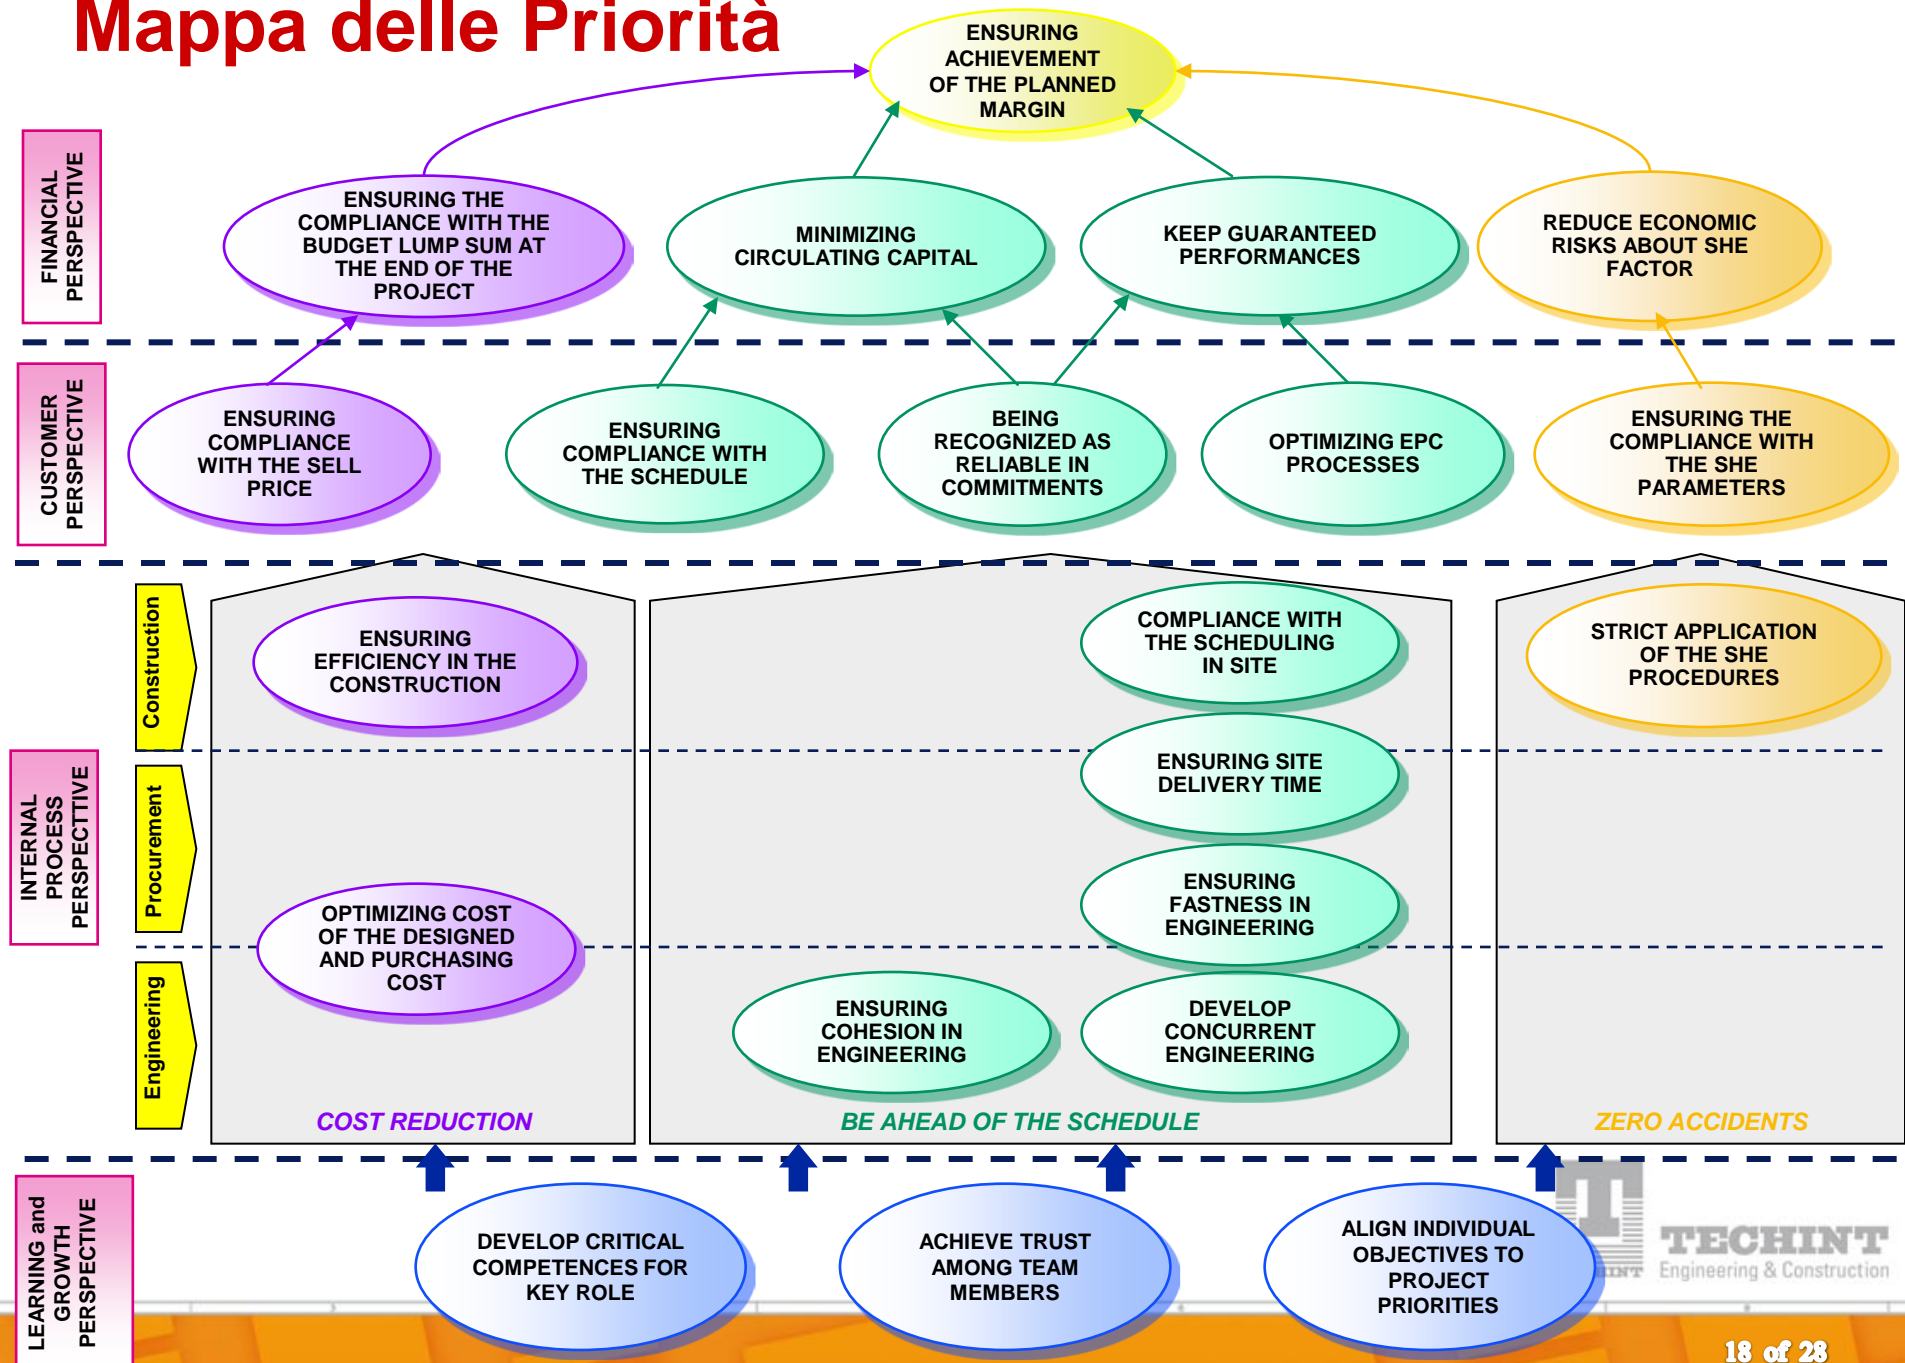 Mappa delle Priorità
ENSURING
ACHIEVEMENT
OF THE PLANNED
MARGIN
FINANCIAL
PERSPECTIVE
ENSURING THE
COMPLIANCE WITH THE
BUDGET LUMP SUM AT
THE END OF THE
PROJECT
MINIMIZING
CIRCULATING CAPITAL
KEEP GUARANTEED
PERFORMANCES
REDUCE ECONOMIC
RISKS ABOUT SHE
FACTOR
CUSTOMER
PERSPECTIVE
ENSURING
COMPLIANCE
WITH THE SELL
PRICE
ENSURING
COMPLIANCE WITH
THE SCHEDULE
BEING
RECOGNIZED AS
RELIABLE IN
COMMITMENTS
OPTIMIZING EPC
PROCESSES
ENSURING THE
COMPLIANCE WITH
THE SHE
PARAMETERS
INTERNAL
PROCESS
PERSPECTTIVE
Construction
ENSURING
EFFICIENCY IN THE
CONSTRUCTION
COMPLIANCE WITH
THE SCHEDULING
IN SITE
STRICT APPLICATION
OF THE SHE
PROCEDURES
Procurement
ENSURING SITE
DELIVERY TIME
ENSURING
FASTNESS IN
ENGINEERING
OPTIMIZING COST
OF THE DESIGNED
AND PURCHASING
COST
Engineering
ENSURING
COHESION IN
ENGINEERING
DEVELOP
CONCURRENT
ENGINEERING
COST REDUCTION
BE AHEAD OF THE SCHEDULE
ZERO ACCIDENTS
LEARNING and
GROWTH
PERSPECTIVE
DEVELOP CRITICAL
COMPETENCES FOR
KEY ROLE
ACHIEVE TRUST
AMONG TEAM
MEMBERS
ALIGN INDIVIDUAL
OBJECTIVES TO
PROJECT
PRIORITIES
TECHINT
Engineering & Construction
18 of 28